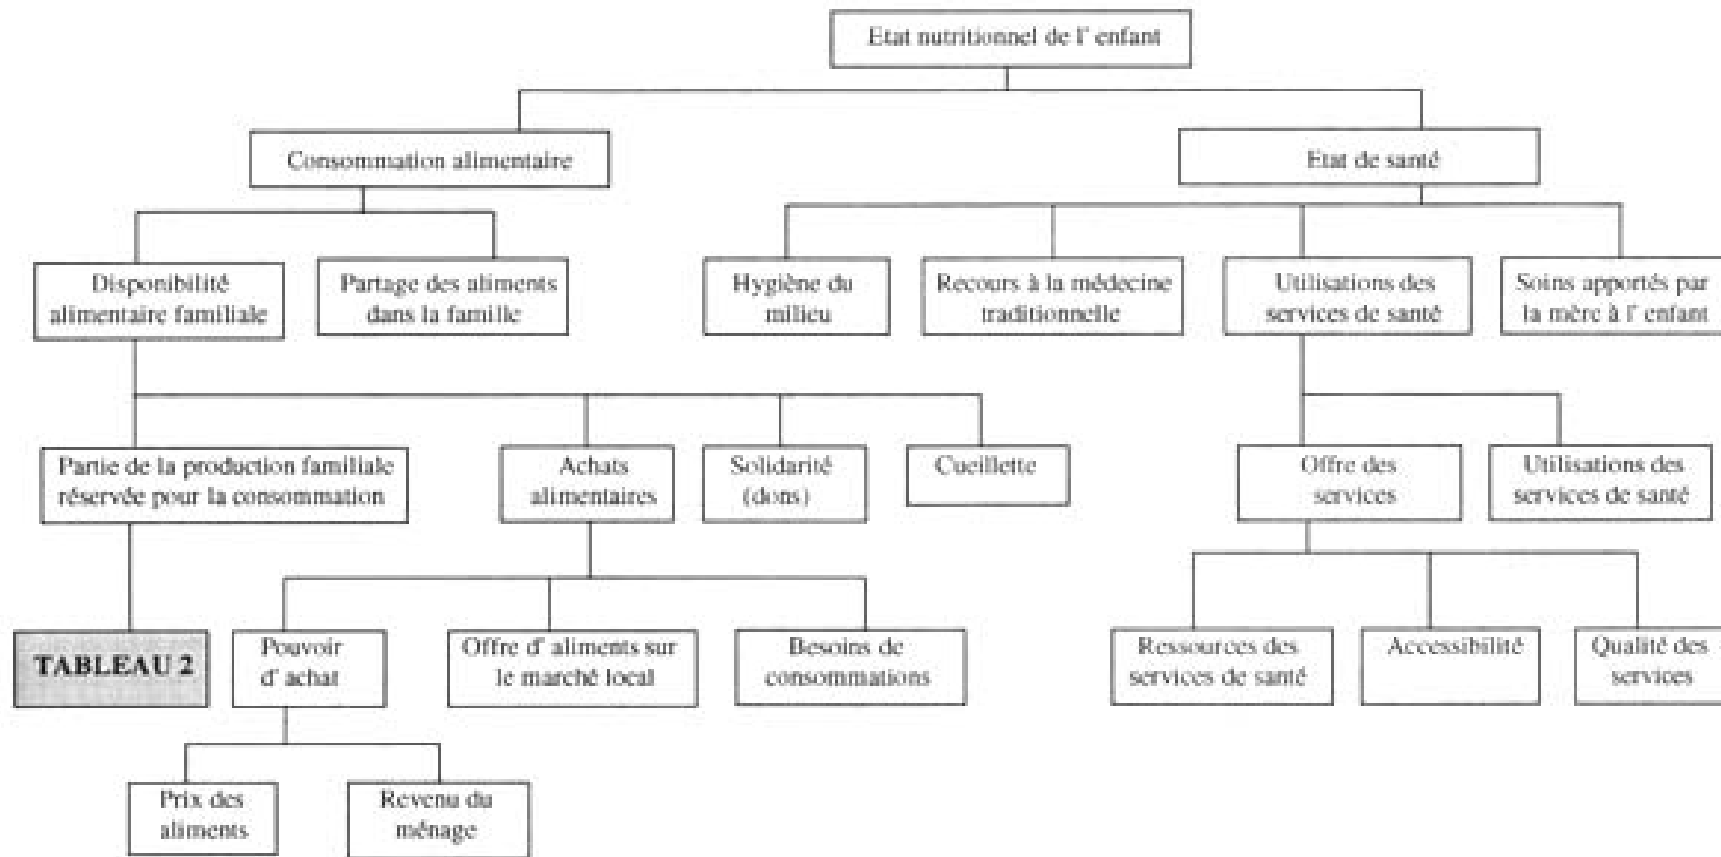 Etat nutritionnel de l' enfant
Consommation alimentaire
Etat de santé
Disponibilité
alimentaire familiale
Partage des aliments
dans la famille
Hygiène du
milieu
Recours à la médecine
traditionnelle
Utilisations des
services de santé
Soins apportés par
la mère à l' enfant
Partie de la production familiale
réservée pour la consommation
Achats
alimentaires
Solidarité
(dons)
Cueillette
Offre des
services
Utilisations des
services de santé
TABLEAU 2
Pouvoir
d' achat
Offre d' aliments sur
le marché local
Besoins de
consommations
Ressources des
services de santé
Accessibilité
Qualité des
services
Prix des
aliments
Revenu du
ménage